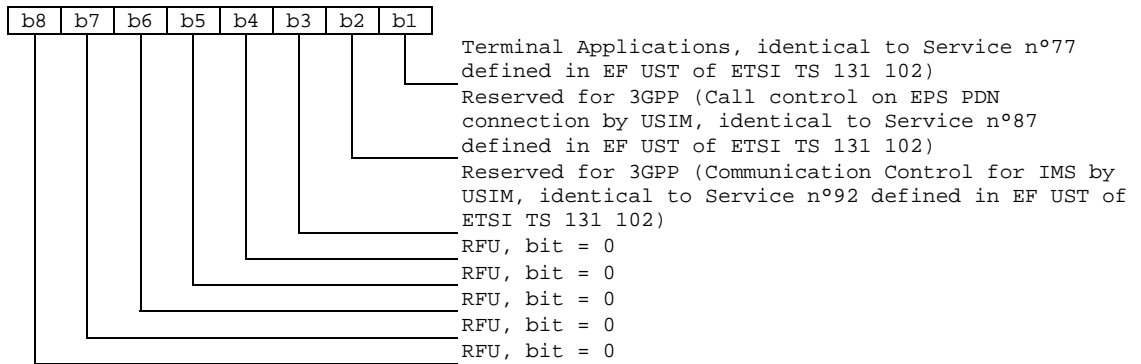 b8 b7 b6 b5 b4 b3 b2 b1
Terminal Applications, identical to Service n°77
defined in EF UST of ETSI TS 131 102)
Reserved for 3GPP (Call control on EPS PDN
connection by USIM, identical to Service n°87
defined in EF UST of ETSI TS 131 102)
Reserved for 3GPP (Communication Control for IMS by
USIM, identical to Service n°92 defined in EF UST of
ETSI TS 131 102)
RFU, bit = 0
RFU, bit = 0
RFU, bit = 0
RFU, bit = 0
RFU, bit = 0